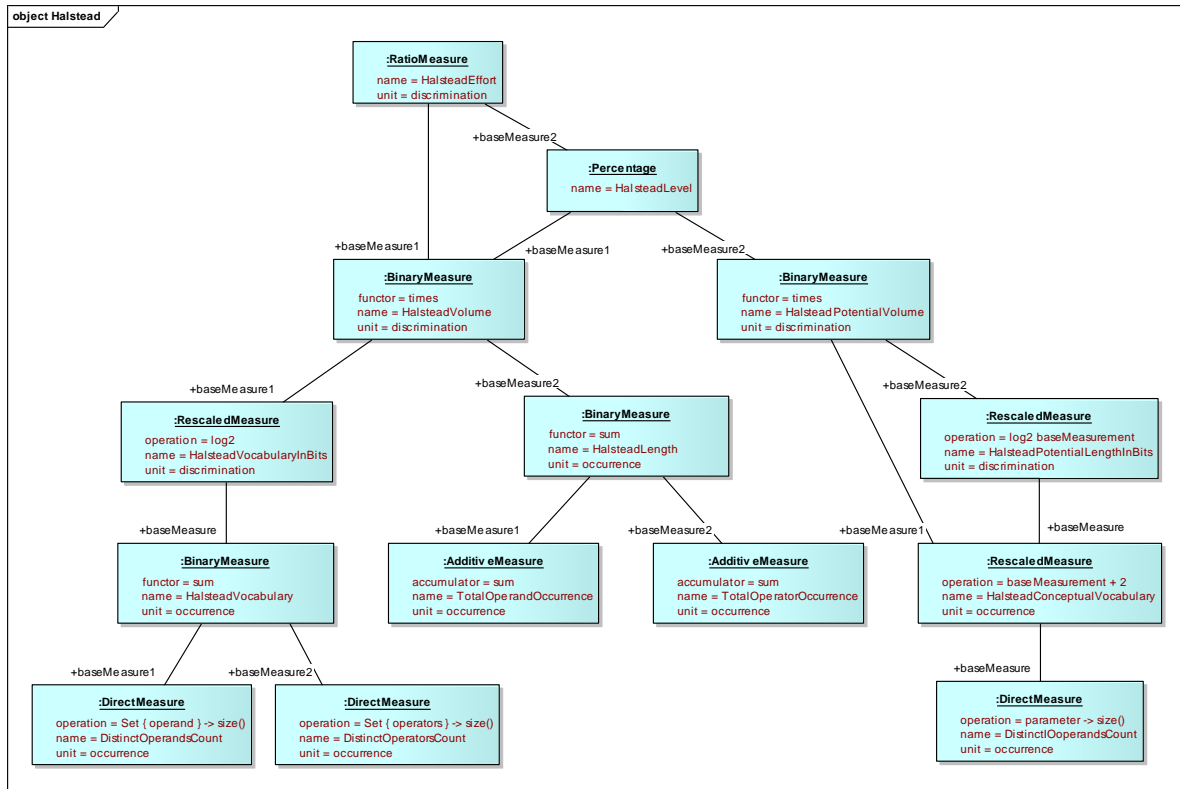 object Halstead
:RatioMeasure
name = HalsteadEffort
unit = discrimination
+baseMeasure2
:Percentage
name = HalsteadLevel
+baseMeasure1
+baseMeasure1
+baseMeasure2
:BinaryMeasure
functor = times
name = HalsteadVolume
unit = discrimination
:BinaryMeasure
functor = times
name = HalsteadPotentialVolume
unit = discrimination
+baseMeasure1
+baseMeasure2
+baseMeasure2
:RescaledMeasure
operation = log2
name = HalsteadVocabularyInBits
unit = discrimination
:BinaryMeasure
functor = sum
name = HalsteadLength
unit = occurrence
:RescaledMeasure
operation = log2 baseMeasurement
name = HalsteadPotentialLengthInBits
unit = discrimination
+baseMeasure
+baseMeasure1
+baseMeasure2
+baseMeasure1
+baseMeasure
:BinaryMeasure
functor = sum
name = HalsteadVocabulary
unit = occurrence
:AdditiveMeasure
accumulator = sum
name = TotalOperandOccurrence
unit = occurrence
:AdditiveMeasure
accumulator = sum
name = TotalOperatorOccurrence
unit = occurrence
:RescaledMeasure
operation = baseMeasurement + 2
name = HalsteadConceptualVocabulary
unit = occurrence
+baseMeasure1
+baseMeasure2
+baseMeasure
:DirectMeasure
operation = Set { operand } -> size()
name = DistinctOperandsCount
unit = occurrence
:DirectMeasure
operation = Set { operators } -> size()
name = DistinctOperatorsCount
unit = occurrence
:DirectMeasure
operation = parameter -> size()
name = DistinctIOoperandsCount
unit = occurrence